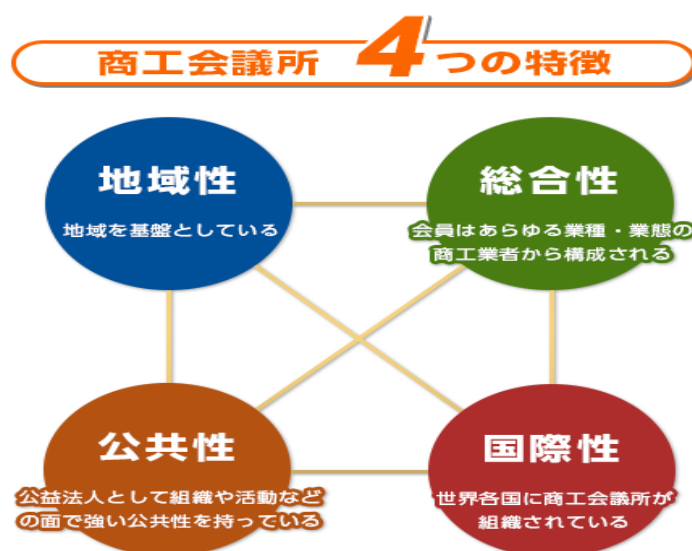 商工会議所 4つの特徴
地域性
地域を基盤としている
総合性
会員はあらゆる業種・業態の
商工業者から構成される
公共性
公益法人として組織や活動など
の面で強い公共性を持っている
国際性
世界各国に商工会議所が
組織されている